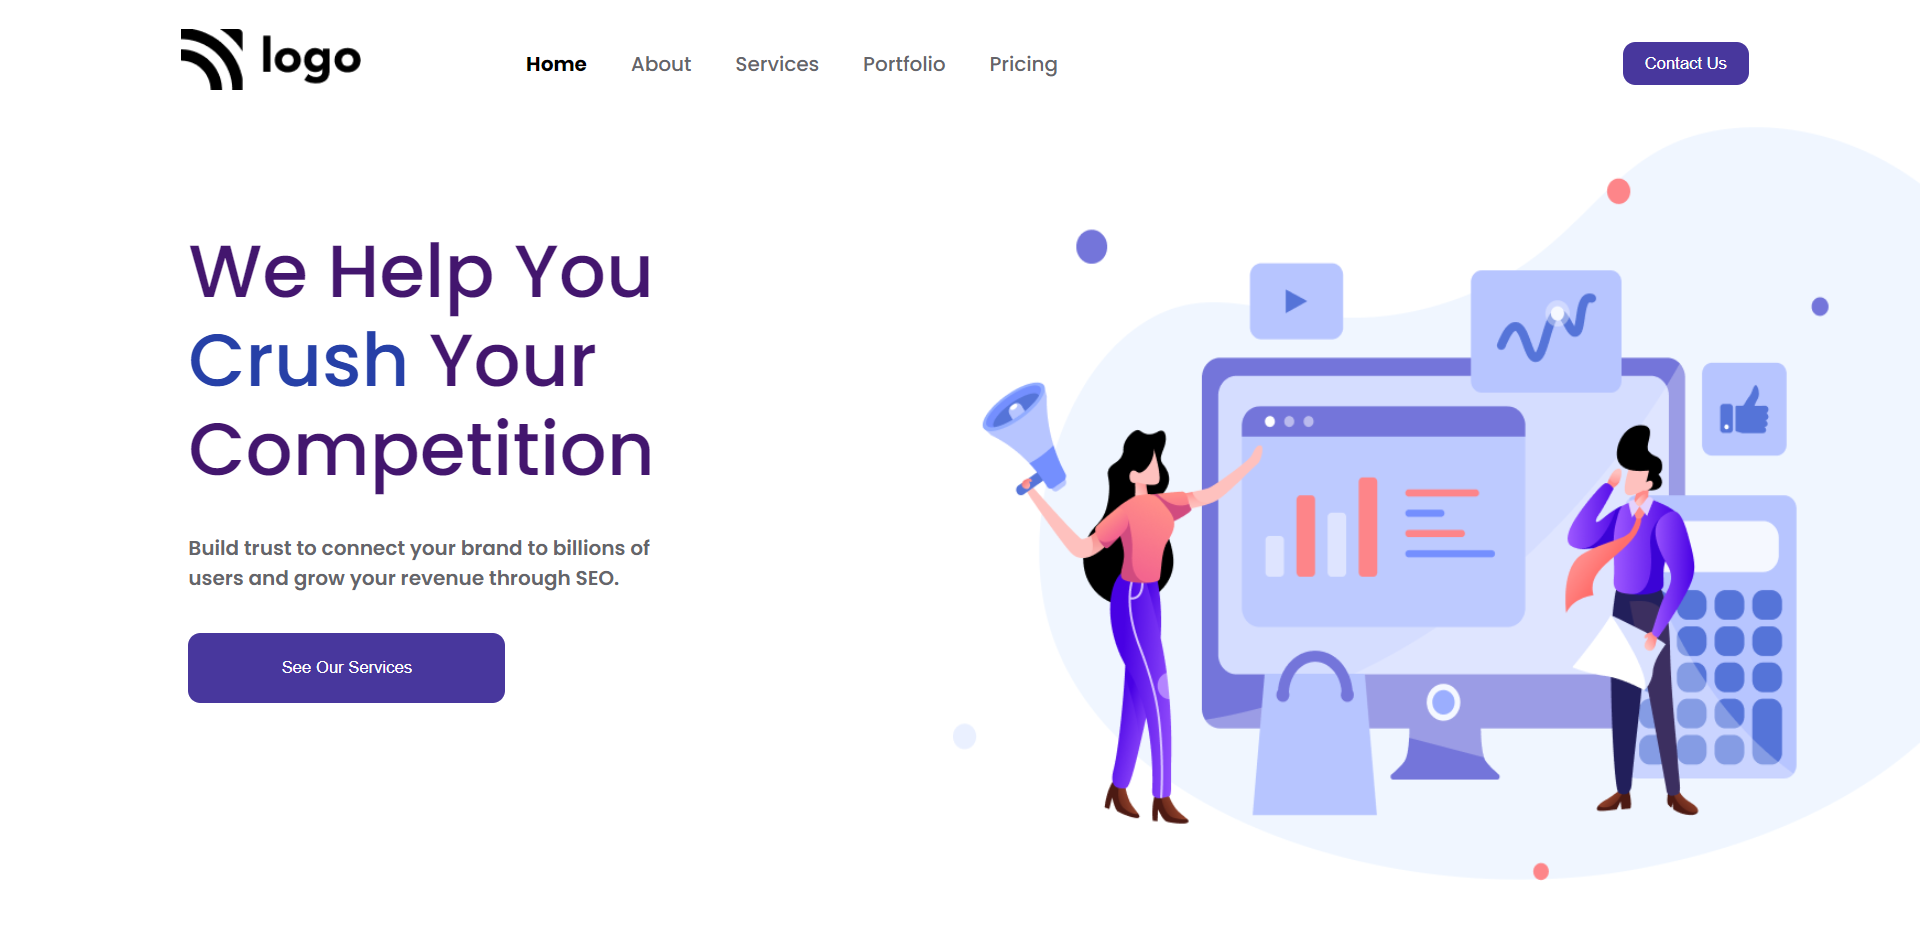 logo
Home About Services Portfolio Pricing
Contact Us
We Help You
Crush Your
Competition
Build trust to connect your brand to billions of
users and grow your revenue through SEO.
See Our Services